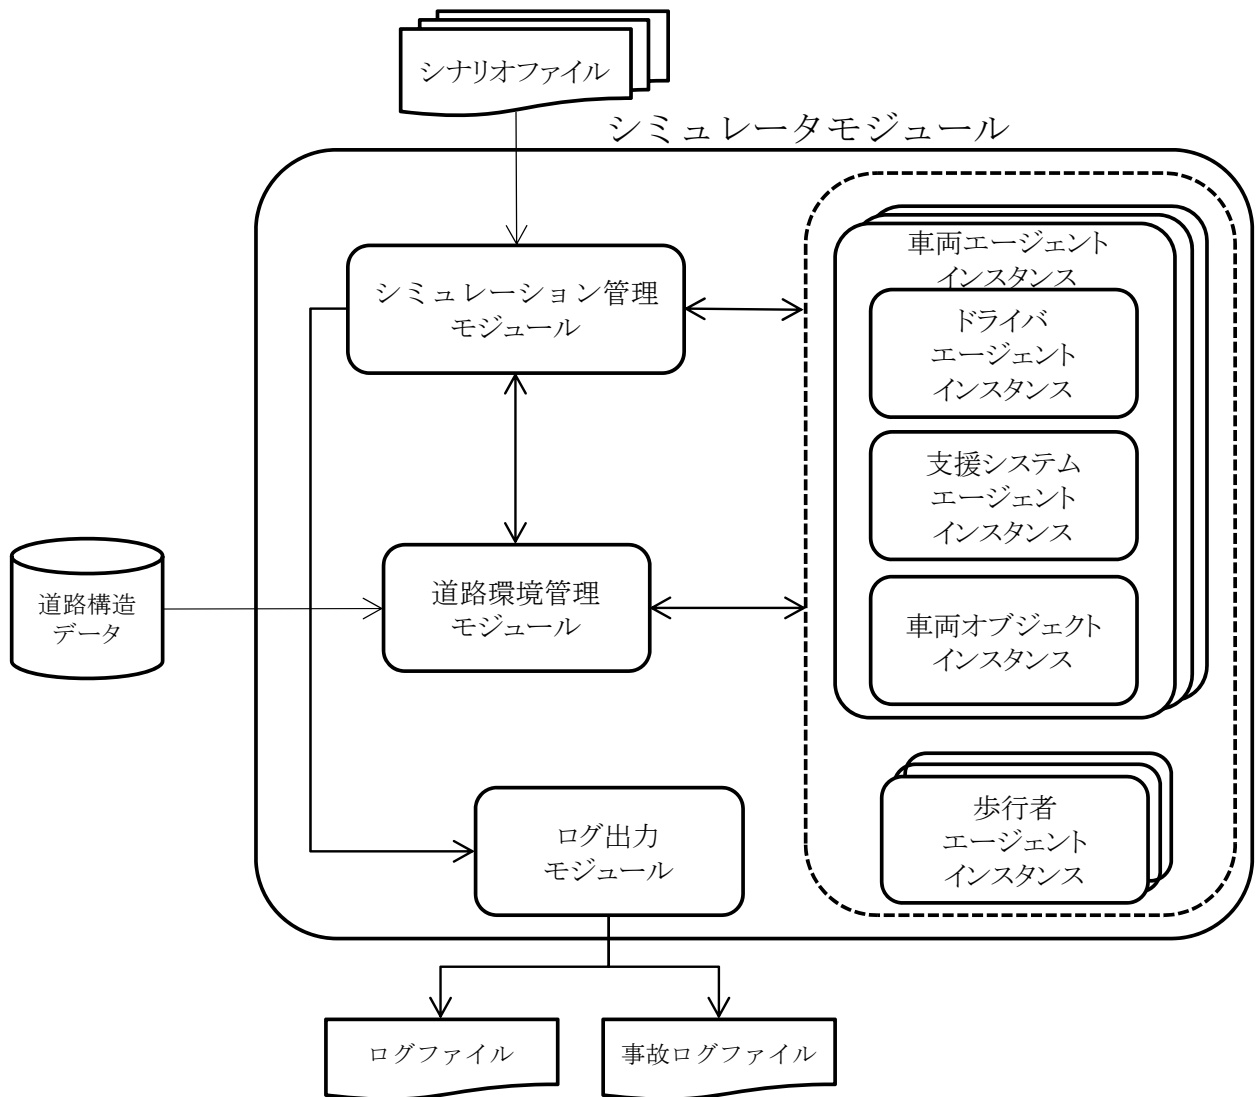 シナリオファイル
シミュレータモジュール
シミュレーション管理
モジュール
車両エージェント
インスタンス
ドライバ
エージェント
インスタンス
支援システム
エージェント
インスタンス
車両オブジェクト
インスタンス
道路構造
データ
道路環境管理
モジュール
ログ出力
モジュール
歩行者
エージェント
インスタンス
ログファイル
事故ログファイル